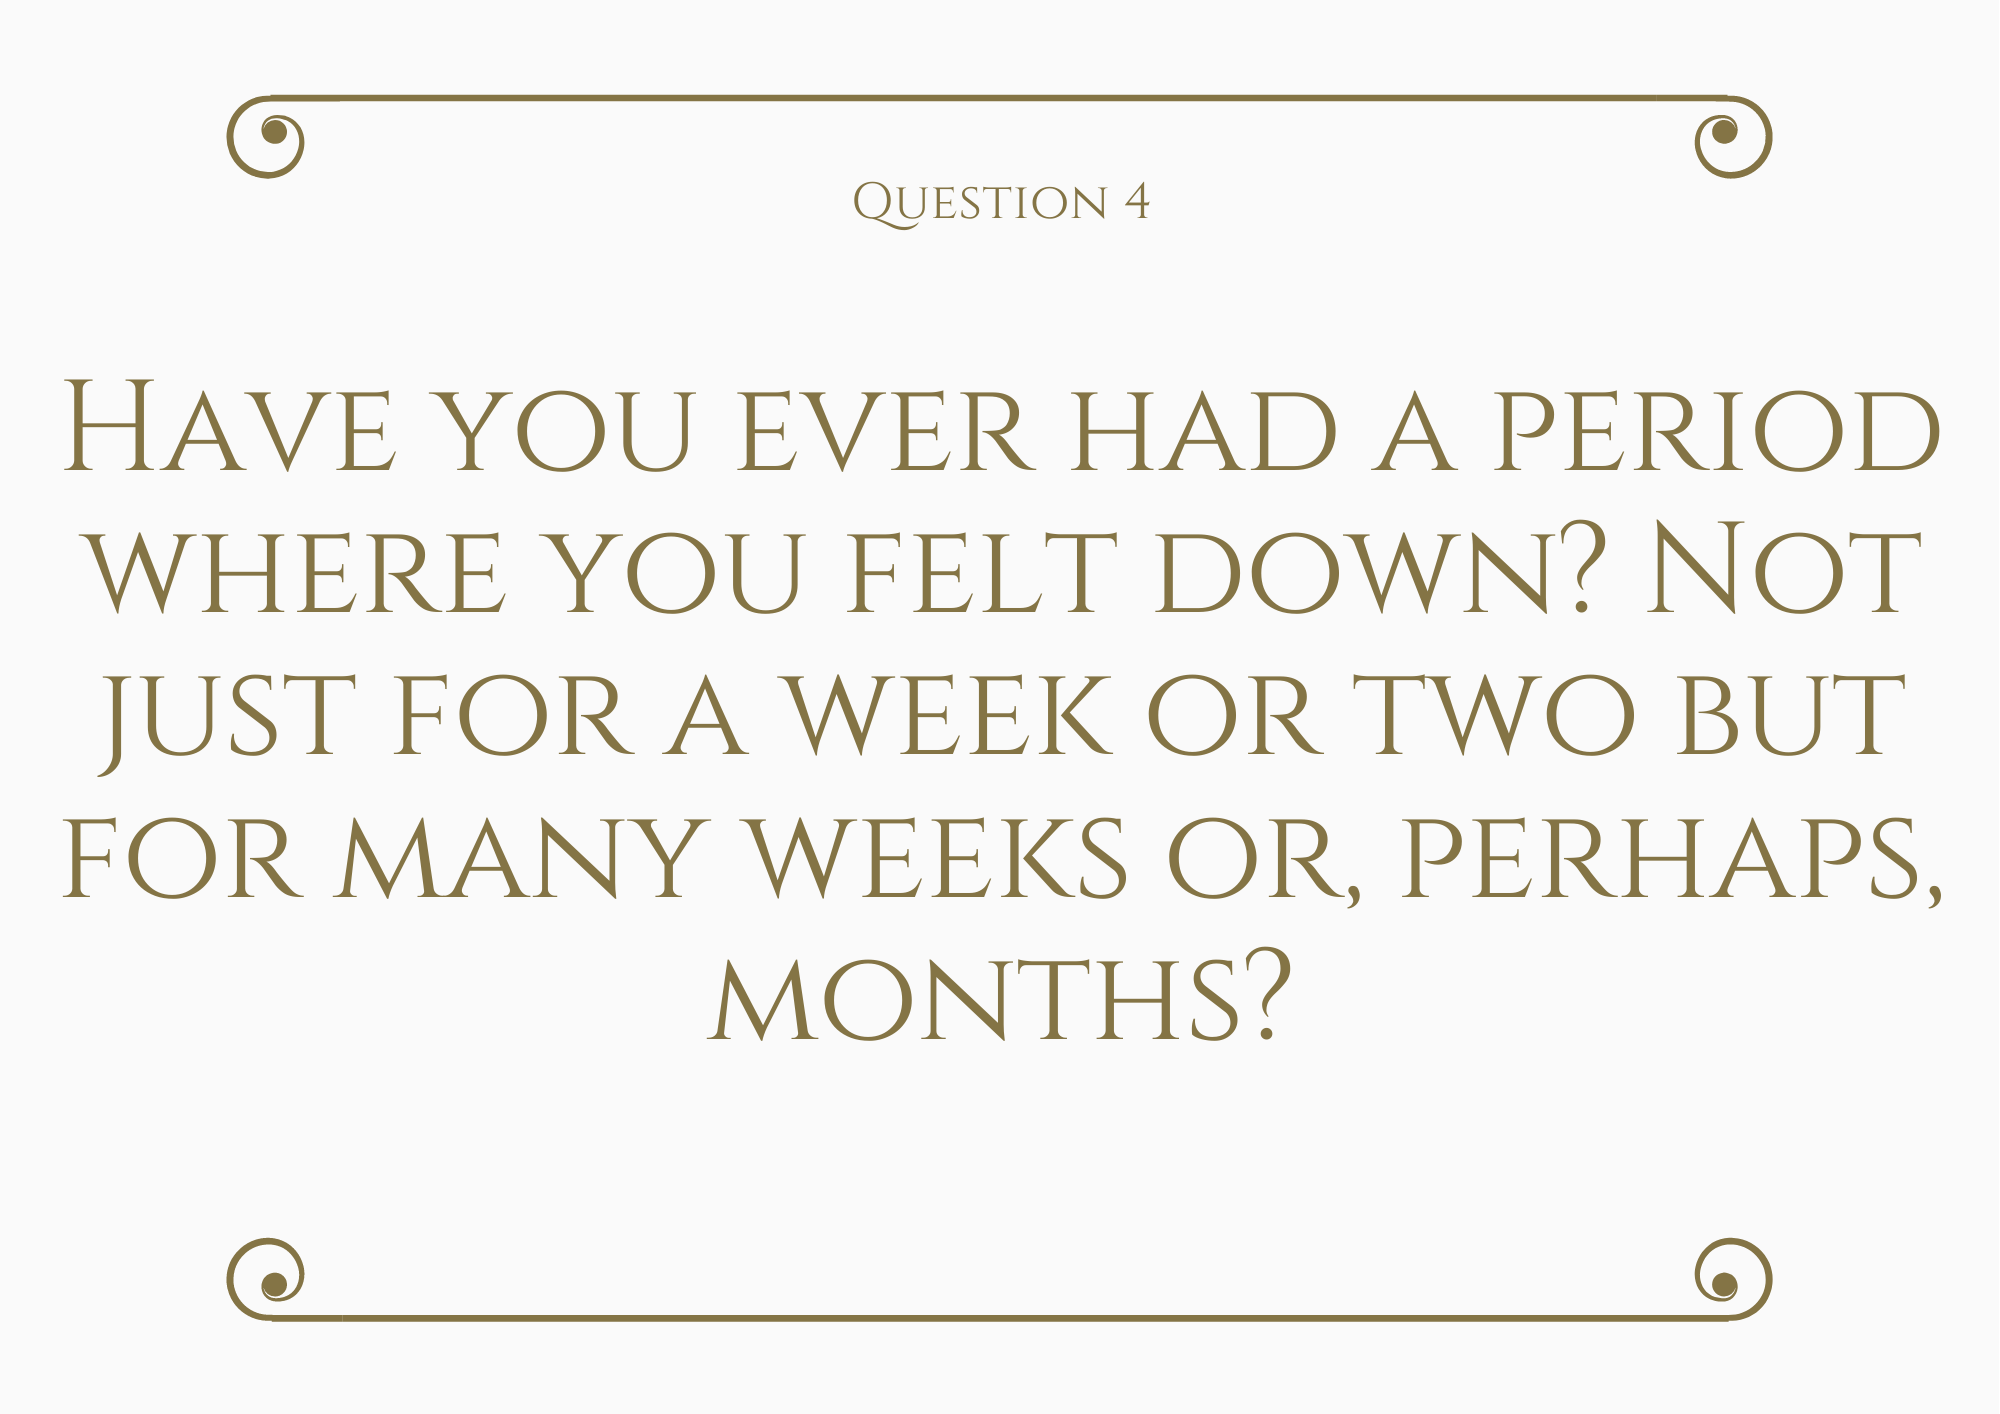 Question 4
Have you ever had a period
where you felt down? Not
just for a week or two but
for many weeks or, perhaps,
months?